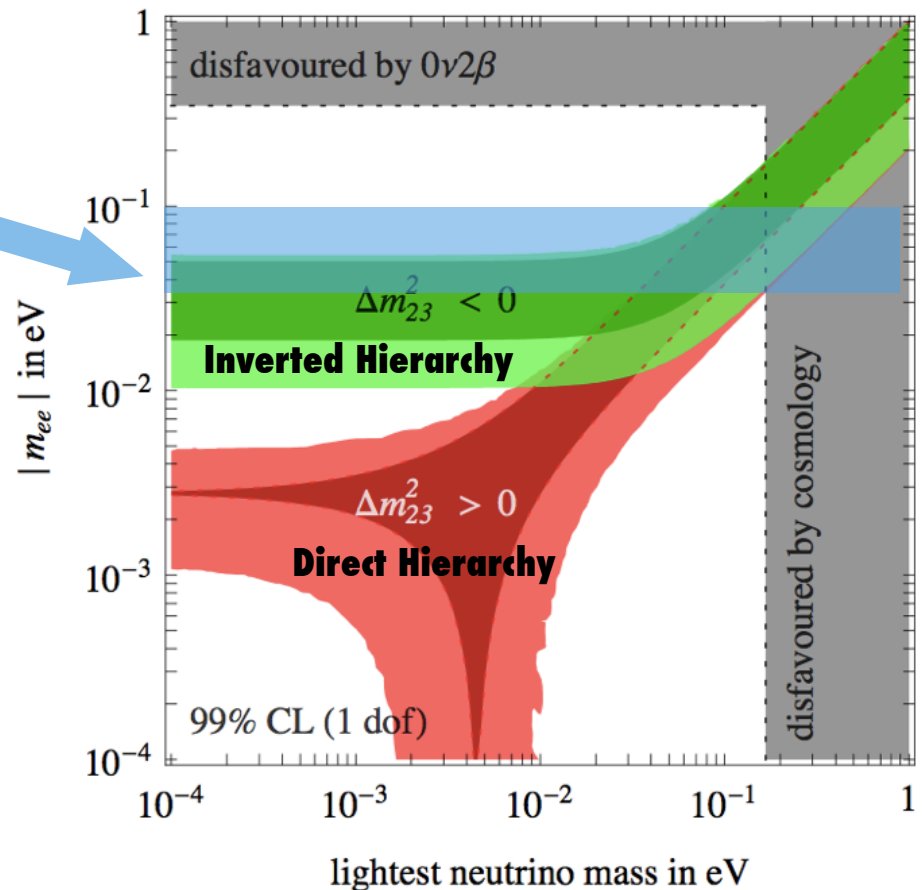 1
disfavoured by 0ν2β
10⁻¹
Δm²₂₃ < 0
Inverted Hierarchy
|mₑₑ| in eV
10⁻²
Δm²₂₃ > 0
Direct Hierarchy
10⁻³
disfavoured by cosmology
99% CL (1 dof)
10⁻⁴
10⁻⁴ 10⁻³ 10⁻² 10⁻¹ 1
lightest neutrino mass in eV